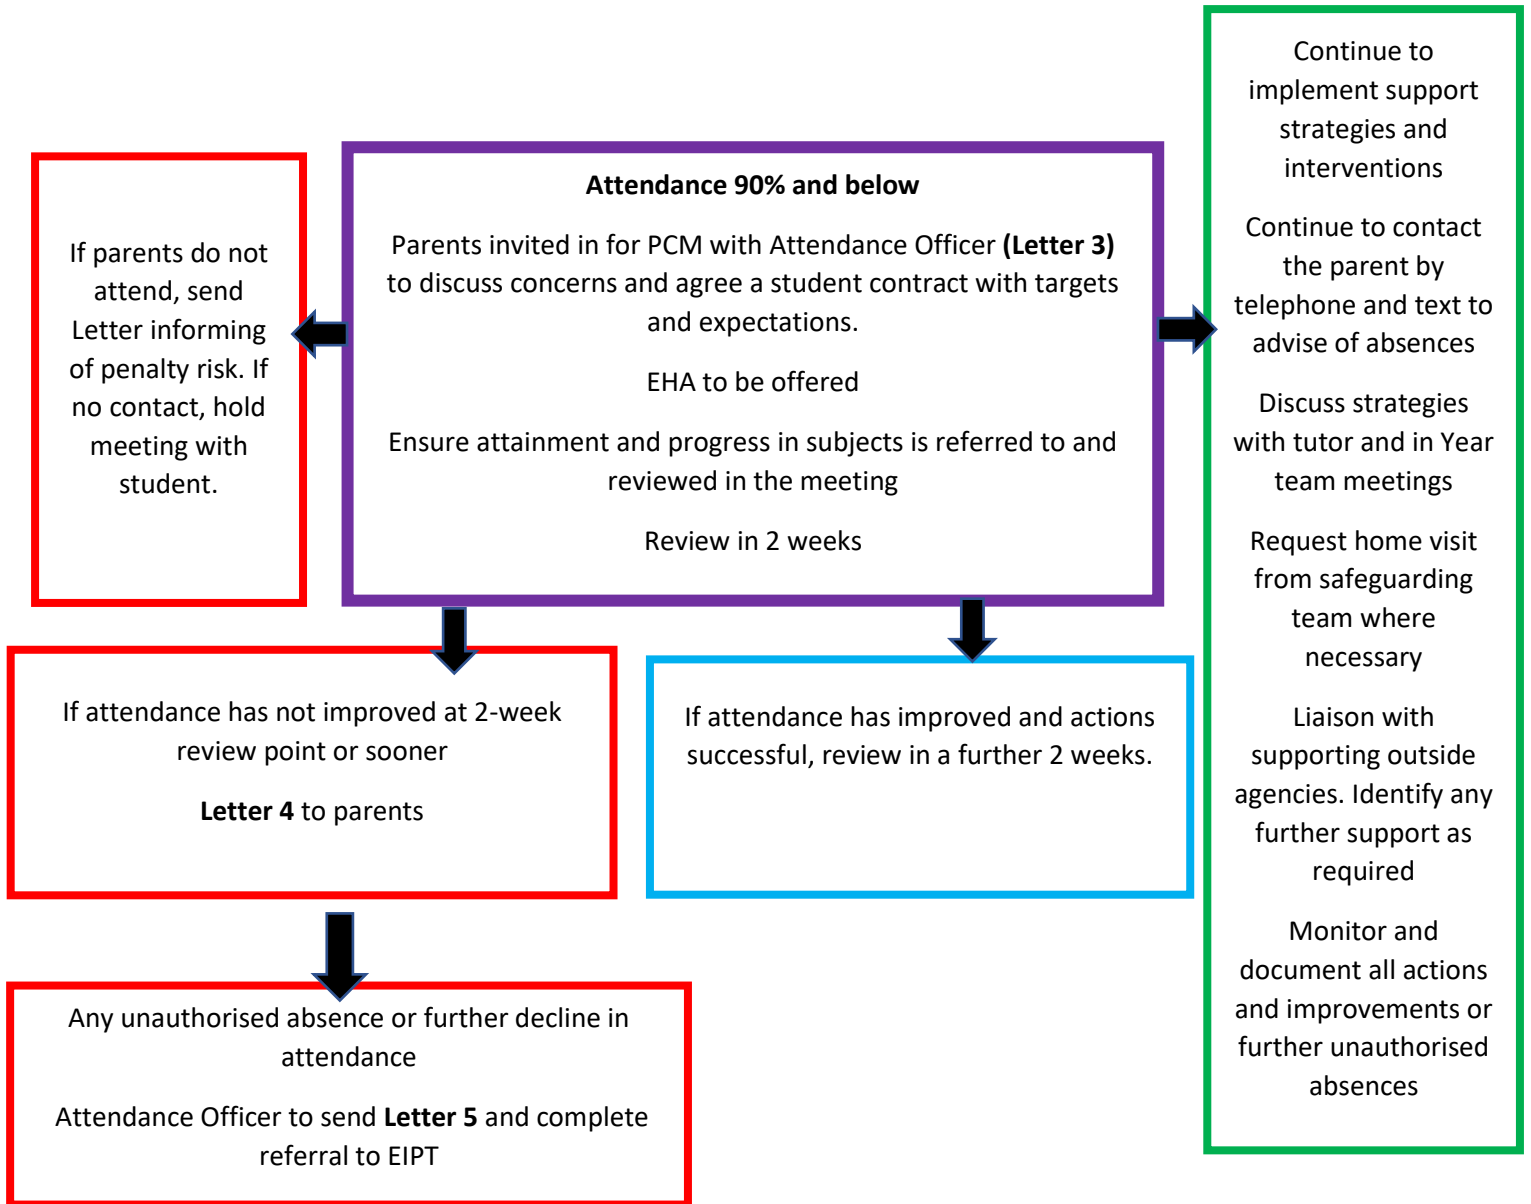 If parents do not
attend, send
Letter informing
of penalty risk. If
no contact, hold
meeting with
student.
Attendance 90% and below
Parents invited in for PCM with Attendance Officer (Letter 3)
to discuss concerns and agree a student contract with targets
and expectations.
EHA to be offered
Ensure attainment and progress in subjects is referred to and
reviewed in the meeting
Review in 2 weeks
Continue to
implement support
strategies and
interventions
Continue to contact
the parent by
telephone and text to
advise of absences
Discuss strategies
with tutor and in Year
team meetings
Request home visit
from safeguarding
team where
necessary
Liaison with
supporting outside
agencies. Identify any
further support as
required
Monitor and
document all actions
and improvements or
further unauthorised
absences
If attendance has not improved at 2-week
review point or sooner
Letter 4 to parents
If attendance has improved and actions
successful, review in a further 2 weeks.
Any unauthorised absence or further decline in
attendance
Attendance Officer to send Letter 5 and complete
referral to EIPT